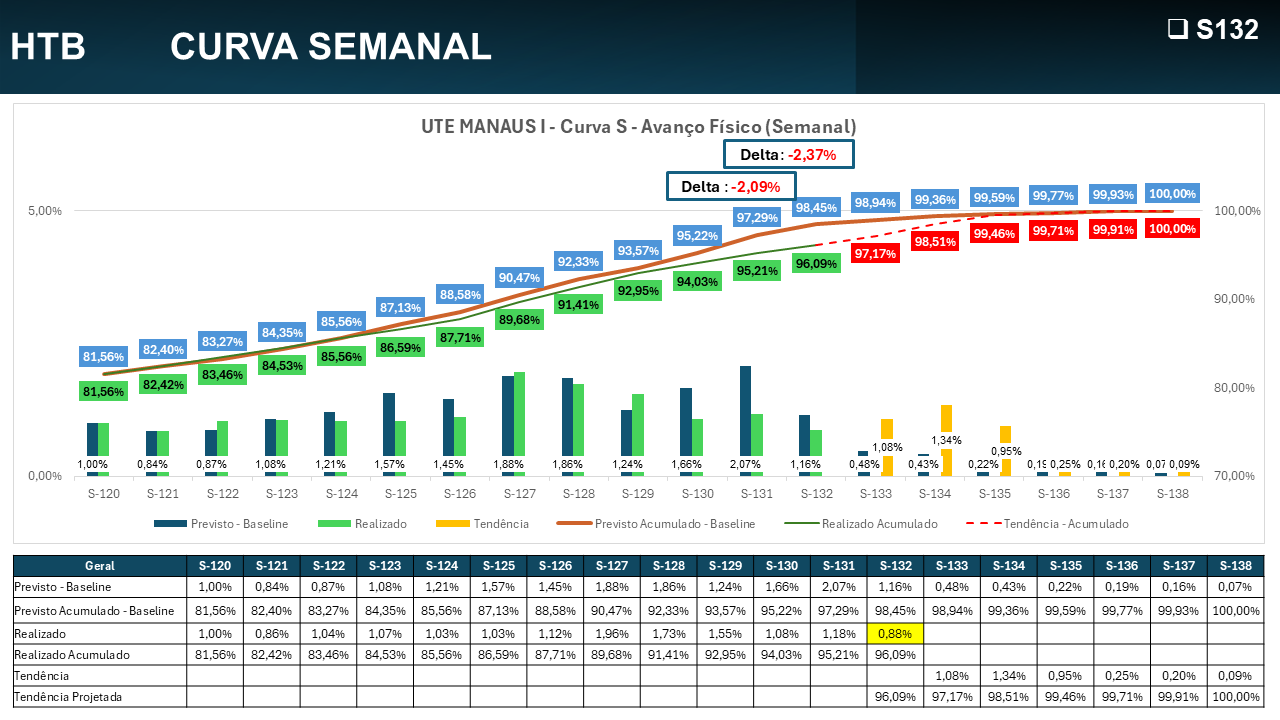 HTB CURVA SEMANAL
❑ S132
UTE MANAUS I - Curva S - Avanço Físico (Semanal)
Delta: -2,37%
Delta : -2,09%
5,00%
0,00%
100,00%
90,00%
80,00%
70,00%
81,56% 82,40% 83,27% 84,35% 85,56% 87,13% 88,58% 90,47% 92,33% 93,57% 95,22% 97,29% 98,45% 98,94% 99,36% 99,59% 99,77% 99,93% 100,00%
81,56% 82,42% 83,46% 84,53% 85,56% 86,59% 87,71% 89,68% 91,41% 92,95% 94,03% 95,21% 96,09% 97,17% 98,51% 99,46% 99,71% 99,91% 100,00%
1,00% 0,84% 0,87% 1,08% 1,21% 1,57% 1,45% 1,88% 1,86% 1,24% 1,66% 2,07% 1,16% 0,48% 1,08% 0,43% 1,34% 0,22% 0,95% 0,19 0,25% 0,16 0,20% 0,07 0,09%
S-120 S-121 S-122 S-123 S-124 S-125 S-126 S-127 S-128 S-129 S-130 S-131 S-132 S-133 S-134 S-135 S-136 S-137 S-138
Previsto - Baseline Realizado Tendência Previsto Acumulado - Baseline Realizado Acumulado Tendência - Acumulado
Geral S-120 S-121 S-122 S-123 S-124 S-125 S-126 S-127 S-128 S-129 S-130 S-131 S-132 S-133 S-134 S-135 S-136 S-137 S-138
Previsto - Baseline 1,00% 0,84% 0,87% 1,08% 1,21% 1,57% 1,45% 1,88% 1,86% 1,24% 1,66% 2,07% 1,16% 0,48% 0,43% 0,22% 0,19% 0,16% 0,07%
Previsto Acumulado - Baseline 81,56% 82,40% 83,27% 84,35% 85,56% 87,13% 88,58% 90,47% 92,33% 93,57% 95,22% 97,29% 98,45% 98,94% 99,36% 99,59% 99,77% 99,93% 100,00%
Realizado 1,00% 0,86% 1,04% 1,07% 1,03% 1,03% 1,12% 1,96% 1,73% 1,55% 1,08% 1,18% 0,88%
Realizado Acumulado 81,56% 82,42% 83,46% 84,53% 85,56% 86,59% 87,71% 89,68% 91,41% 92,95% 94,03% 95,21% 96,09%
Tendência 1,08% 1,34% 0,95% 0,25% 0,20% 0,09%
Tendência Projetada 96,09% 97,17% 98,51% 99,46% 99,71% 99,91% 100,00%